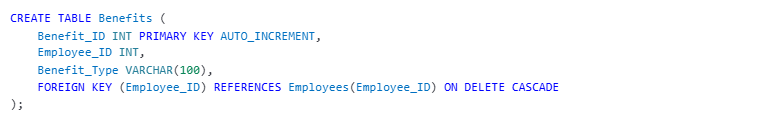 CREATE TABLE Benefits (
    Benefit_ID INT PRIMARY KEY AUTO_INCREMENT,
    Employee_ID INT,
    Benefit_Type VARCHAR(100),
    FOREIGN KEY (Employee_ID) REFERENCES Employees(Employee_ID) ON DELETE CASCADE
);